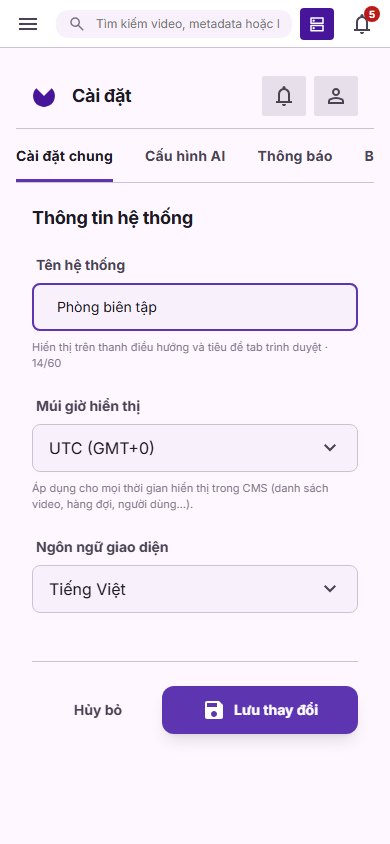 Tìm kiếm video, metadata hoặc l
5
Cài đặt
Cài đặt chung
Cấu hình AI
Thông báo
B
Thông tin hệ thống
Tên hệ thống
Phòng biên tập
Hiển thị trên thanh điều hướng và tiêu đề tab trình duyệt ·
14/60
Múi giờ hiển thị
UTC (GMT+0)
Áp dụng cho mọi thời gian hiển thị trong CMS (danh sách
video, hàng đợi, người dùng...).
Ngôn ngữ giao diện
Tiếng Việt
Hủy bỏ
Lưu thay đổi